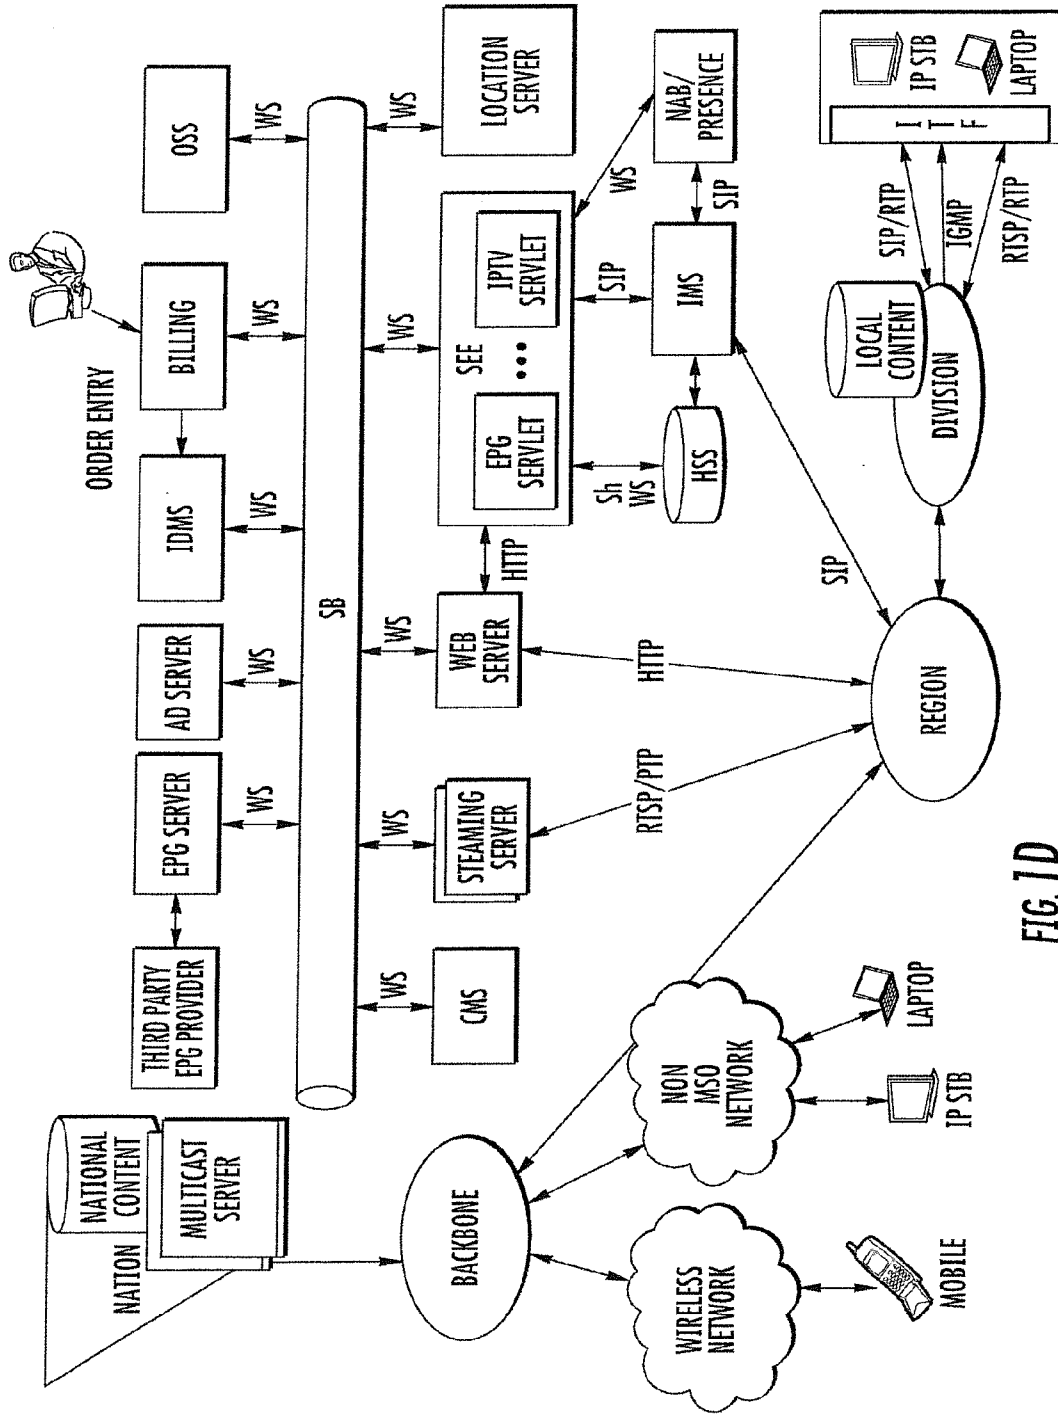 ORDER ENTRY
NATIONAL
CONTENT
NATION
MULTICAST
SERVER
THIRD PARTY
EPG PROVIDER
EPG SERVER
AD SERVER
IDMS
BILLING
OSS
WS
WS
WS
WS
WS
SB
WS
WS
WS
WS
WS
CMS
STEAMING
SERVER
WEB
SERVER
HTTP
SEE
EPG
SERVLET
•••
IPTV
SERVLET
LOCATION
SERVER
BACKBONE
Sh
WS
SIP
WS
HSS
IMS
SIP
NAB/
PRESENCE
WIRELESS
NETWORK
NON
MSO
NETWORK
RTSP/PTP
HTTP
SIP
MOBILE
IP STB
LAPTOP
REGION
LOCAL
CONTENT
DIVISION
SIP/RTP
IGMP
RTSP/RTP
ITF
IP STB
LAPTOP
FIG. 1D